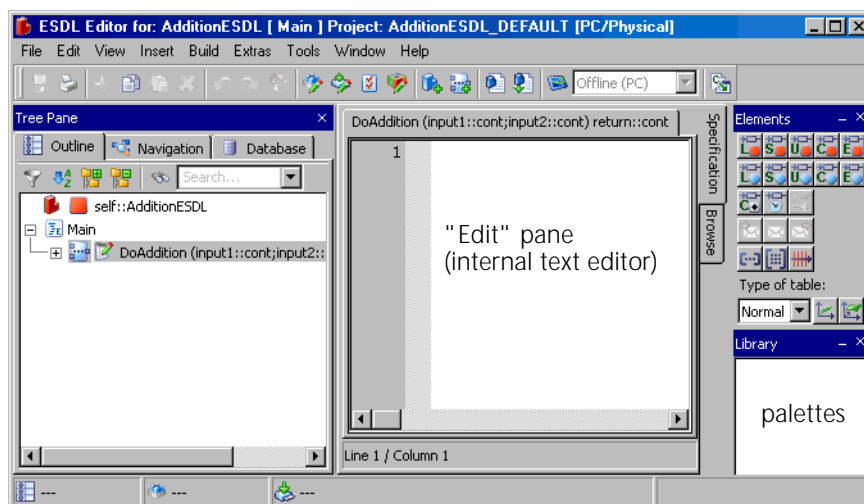 ESDL Editor for: AdditionESDL [ Main ] Project: AdditionESDL_DEFAULT [PC/Physical]
File Edit View Insert Build Extras Tools Window Help
Offline (PC)
Tree Pane
Outline Navigation Database
Search...
self::AdditionESDL
Main
DoAddition (input1::cont;input2::
DoAddition (input1::cont;input2::cont) return::cont
1
"Edit" pane
(internal text editor)
Line 1 / Column 1
Specification
Browse
Elements
L S U C E
L S U C E
C
Type of table:
Normal
Library
palettes
---
---
---